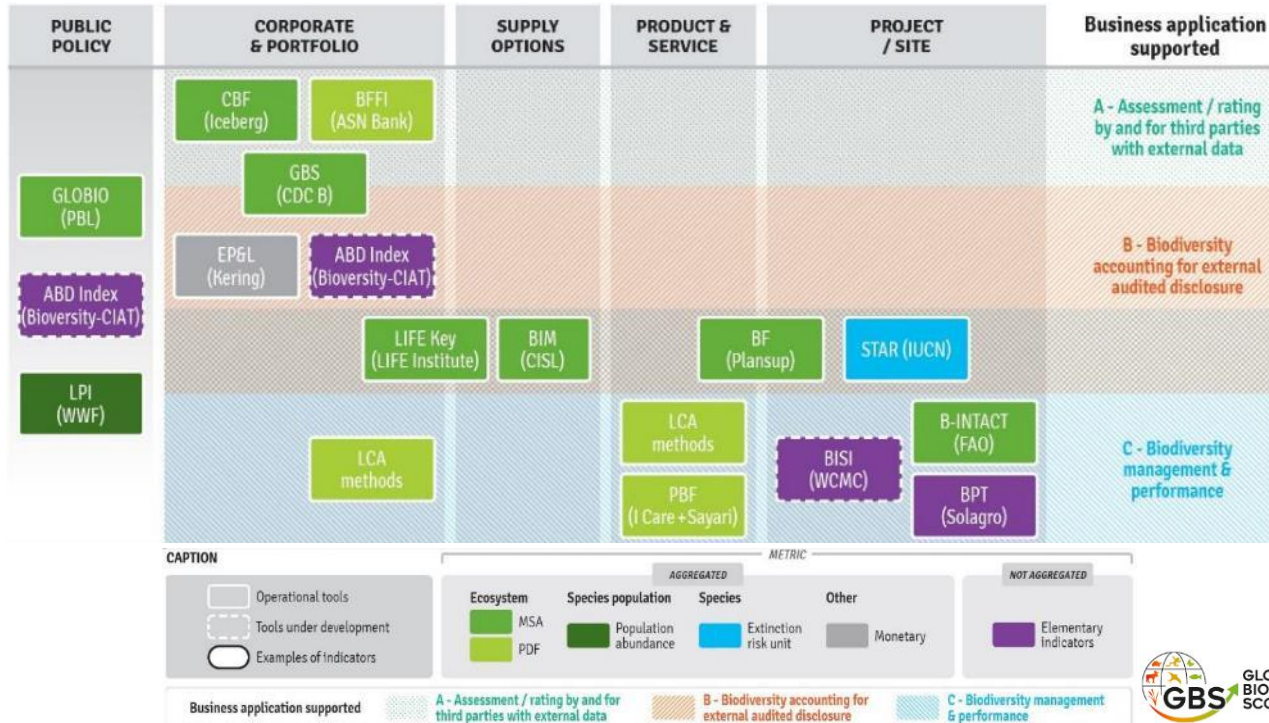 PUBLIC
POLICY
CORPORATE
& PORTFOLIO
SUPPLY
OPTIONS
PRODUCT &
SERVICE
PROJECT
/ SITE
Business application
supported
CBF
(Iceberg)
BFFI
(ASN Bank)
GBS
(CDC B)
A - Assessment / rating
by and for third parties
with external data
GLOBIO
(PBL)
EP&L
(Kering)
ABD Index
(Bioversity-CIAT)
B - Biodiversity
accounting for external
audited disclosure
ABD Index
(Bioversity-CIAT)
LIFE Key
(LIFE Institute)
BIM
(CISL)
BF
(Plansup)
STAR (IUCN)
LPI
(WWF)
LCA
methods
LCA
methods
PBF
(I Care + Sayari)
BISI
(WCMC)
B-INTACT
(FAO)
BPT
(Solagro)
C - Biodiversity
management &
performance
CAPTION
Operational tools
Tools under development
Examples of indicators
METRIC
AGGREGATED
NOT AGGREGATED
Ecosystem
MSA
PDF
Species population
Population
abundance
Species
Extinction
risk unit
Other
Monetary
Elementary
indicators
Business application supported
A - Assessment / rating by and for
third parties with external data
B - Biodiversity accounting for
external audited disclosure
C - Biodiversity management
& performance
GBS